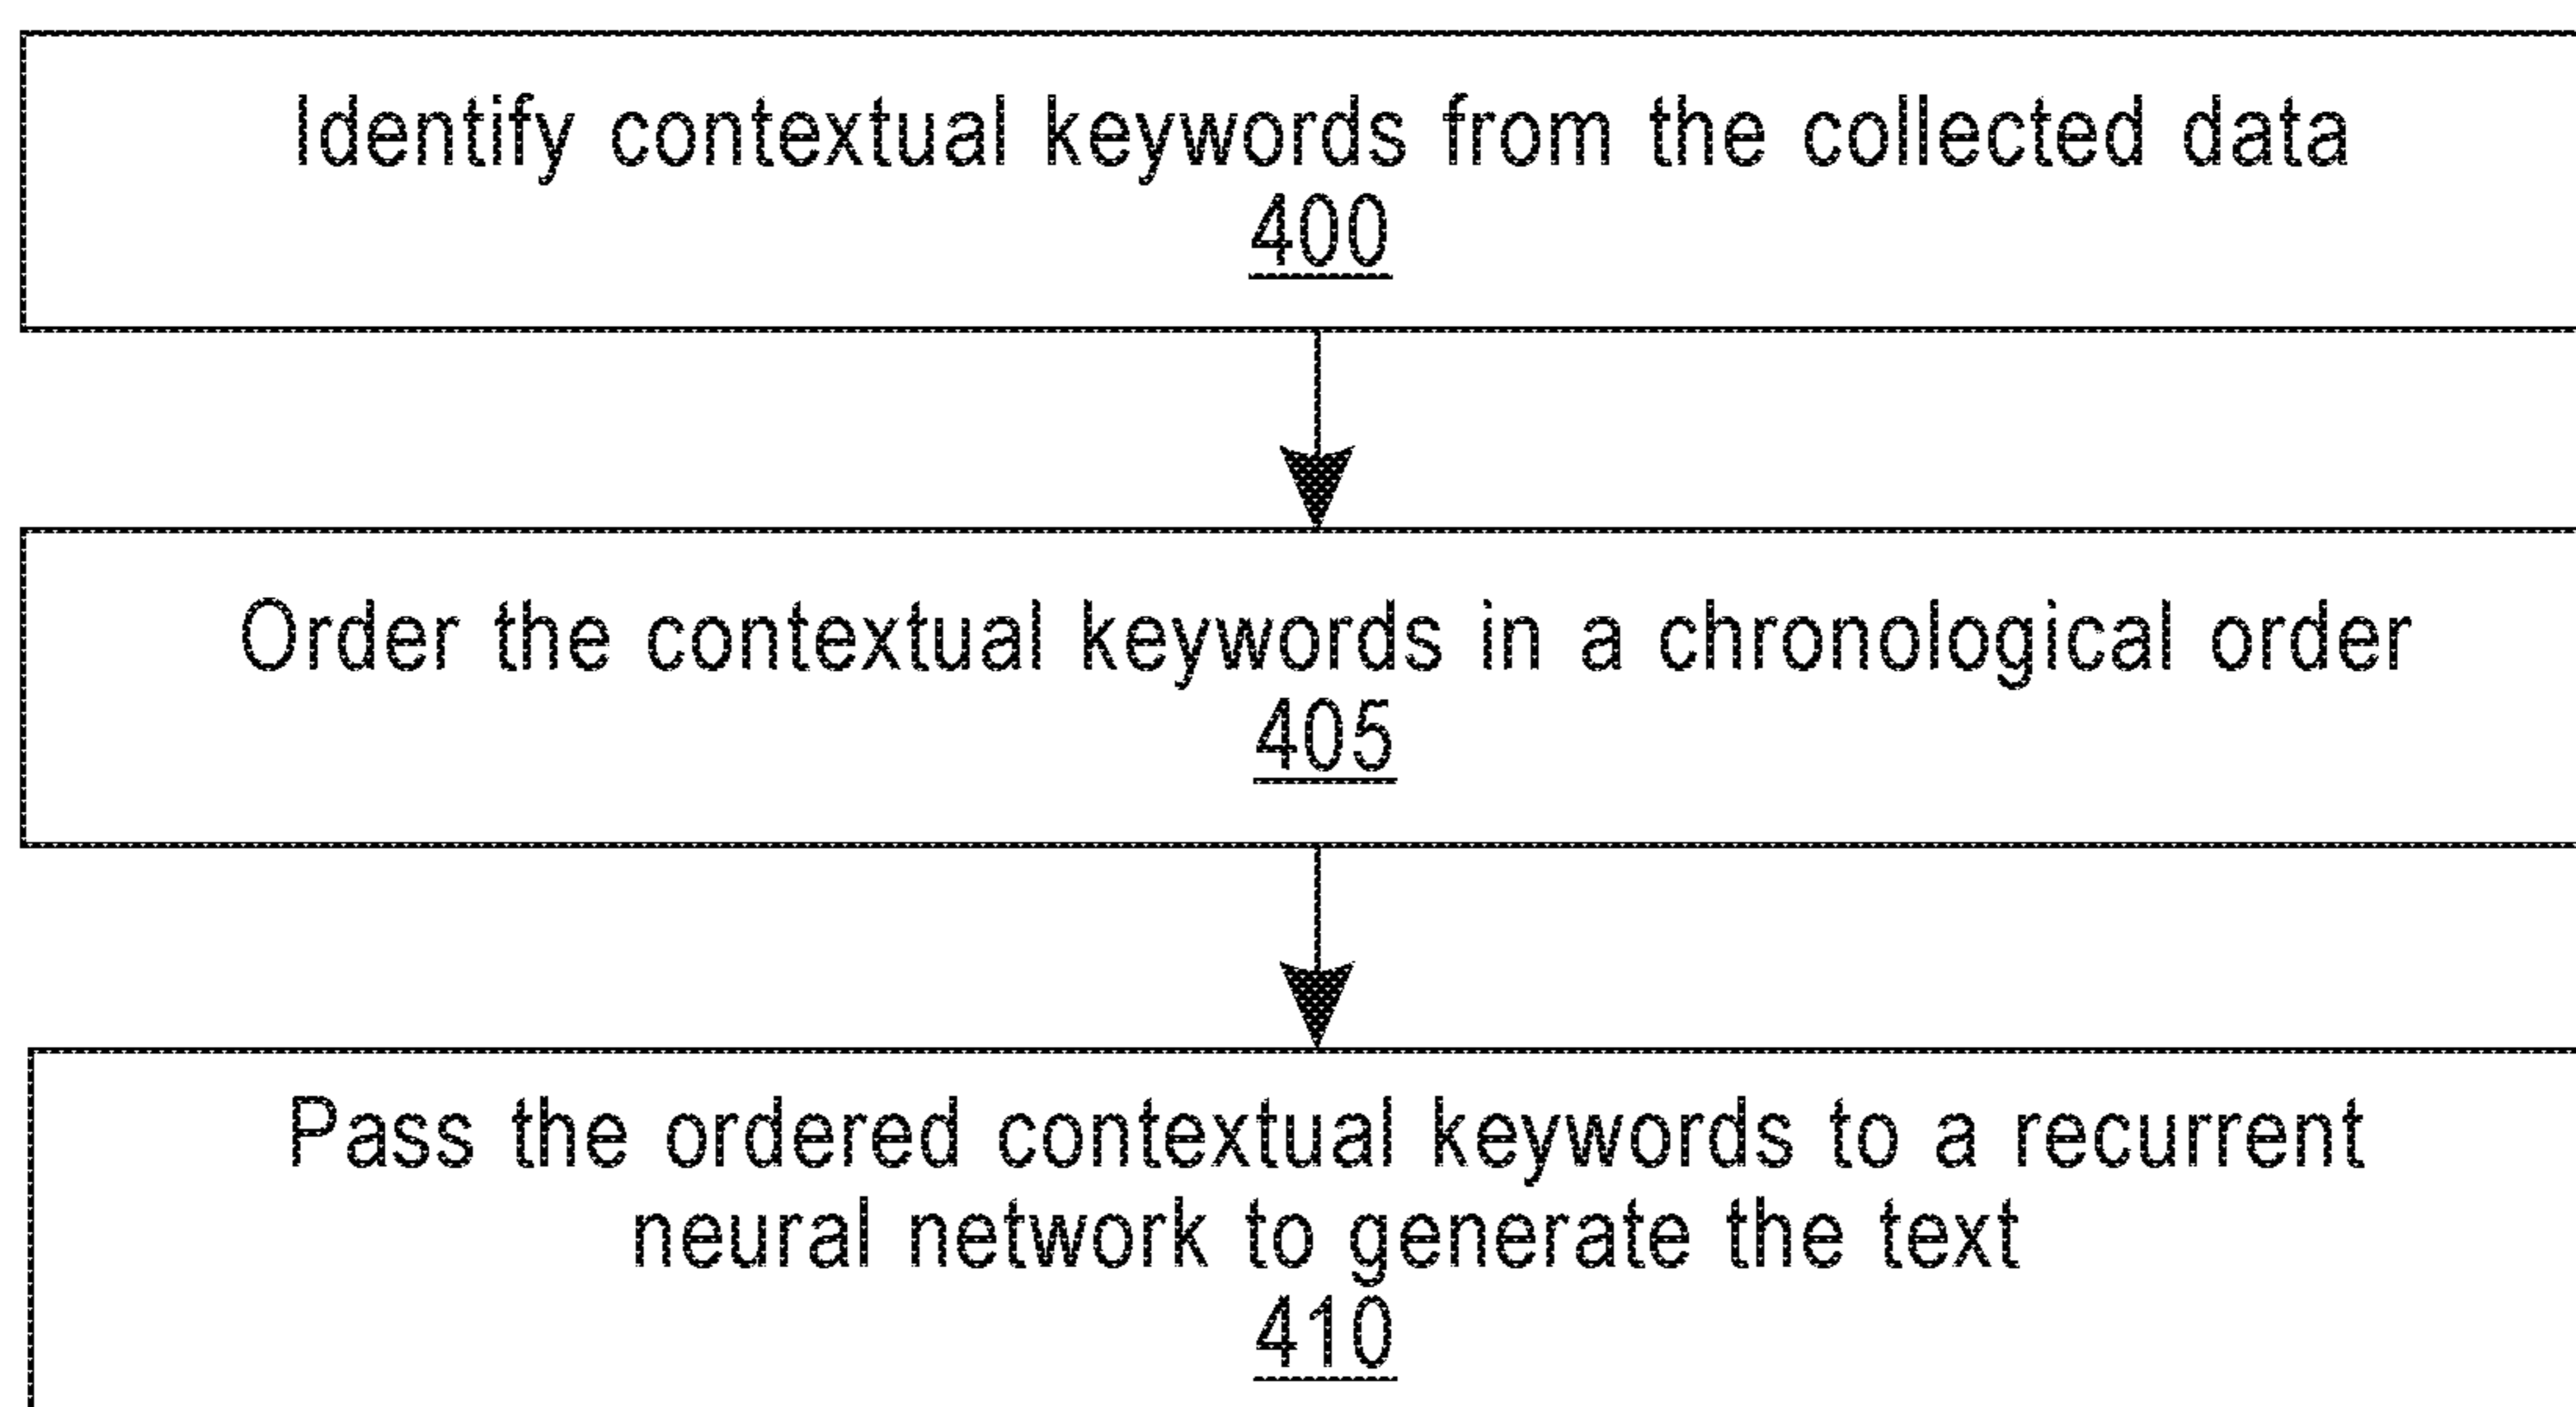 Identify contextual keywords from the collected data
400
Order the contextual keywords in a chronological order
405
Pass the ordered contextual keywords to a recurrent
neural network to generate the text
410